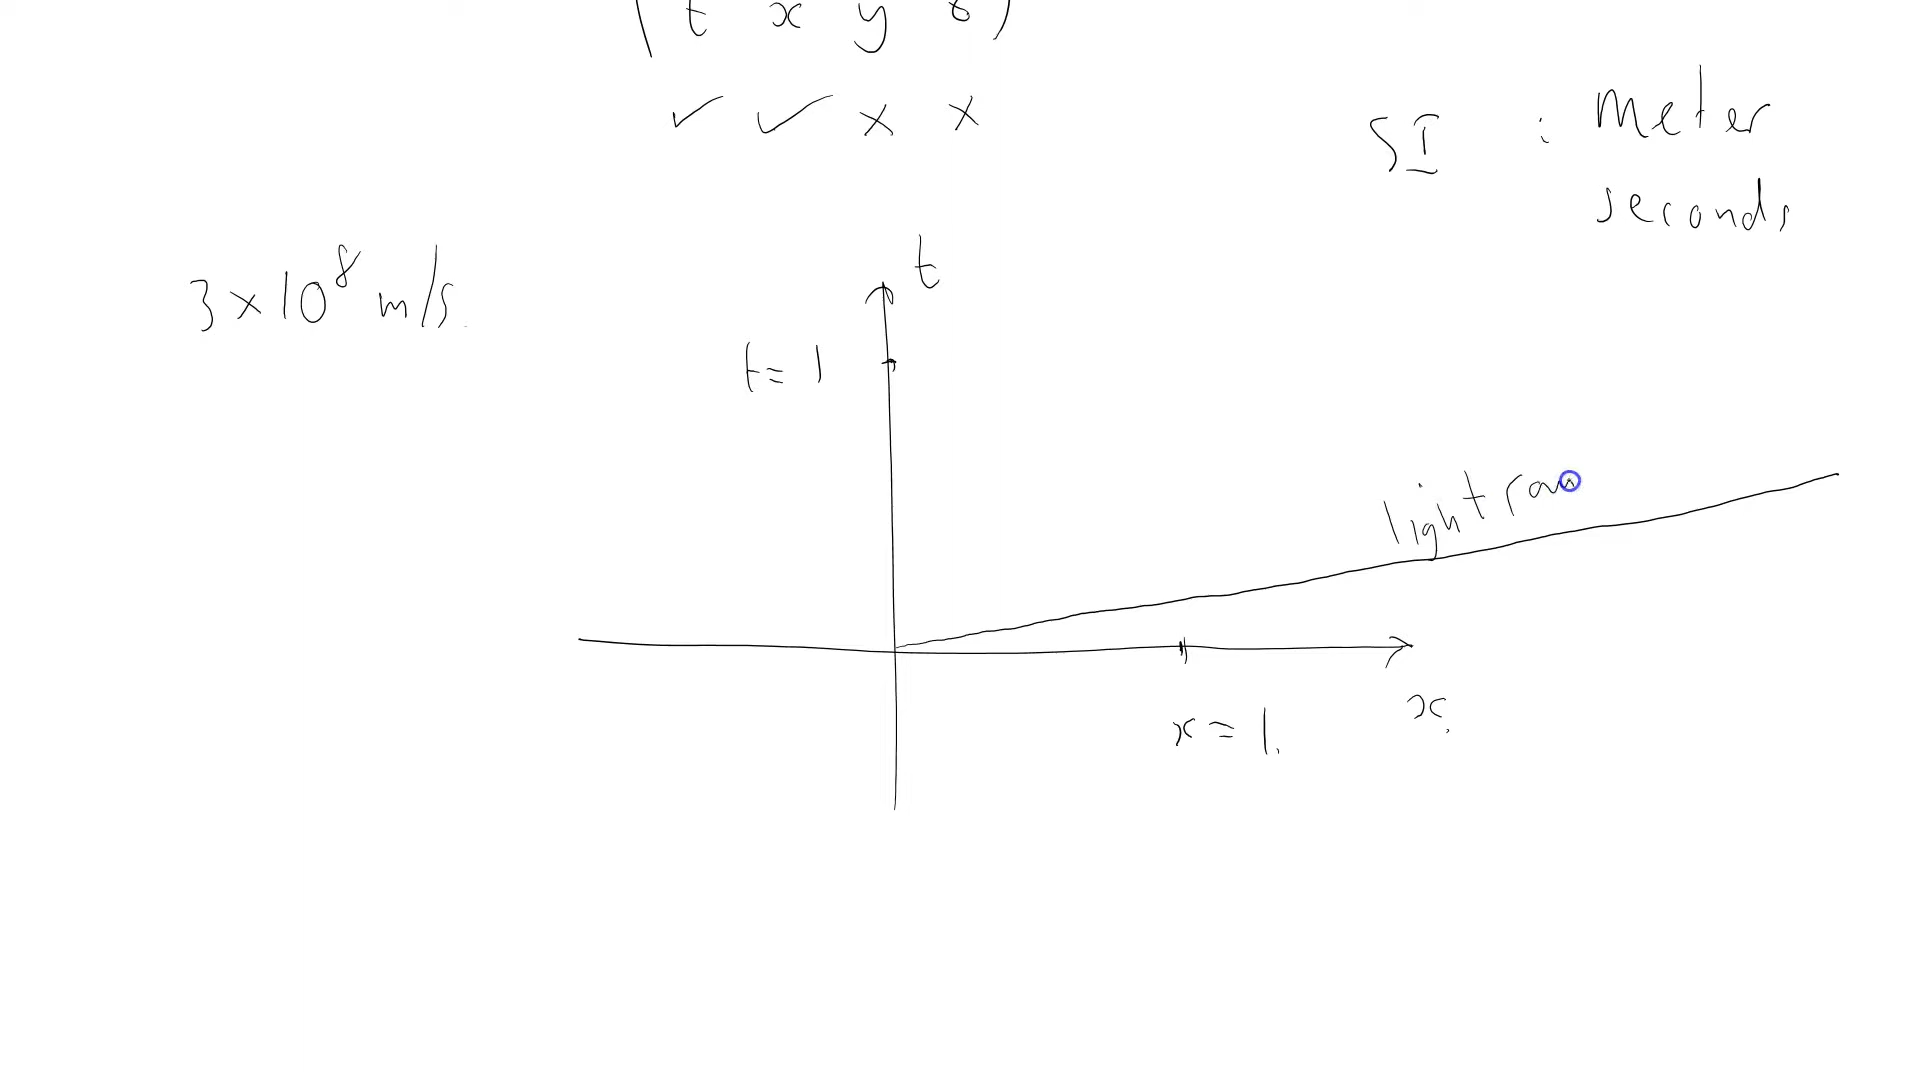 (t x y z)
✓ ✓ x x
SI : meter
seconds
3×10⁸ m/s.
t
t = 1
light ray
x = 1.
x.